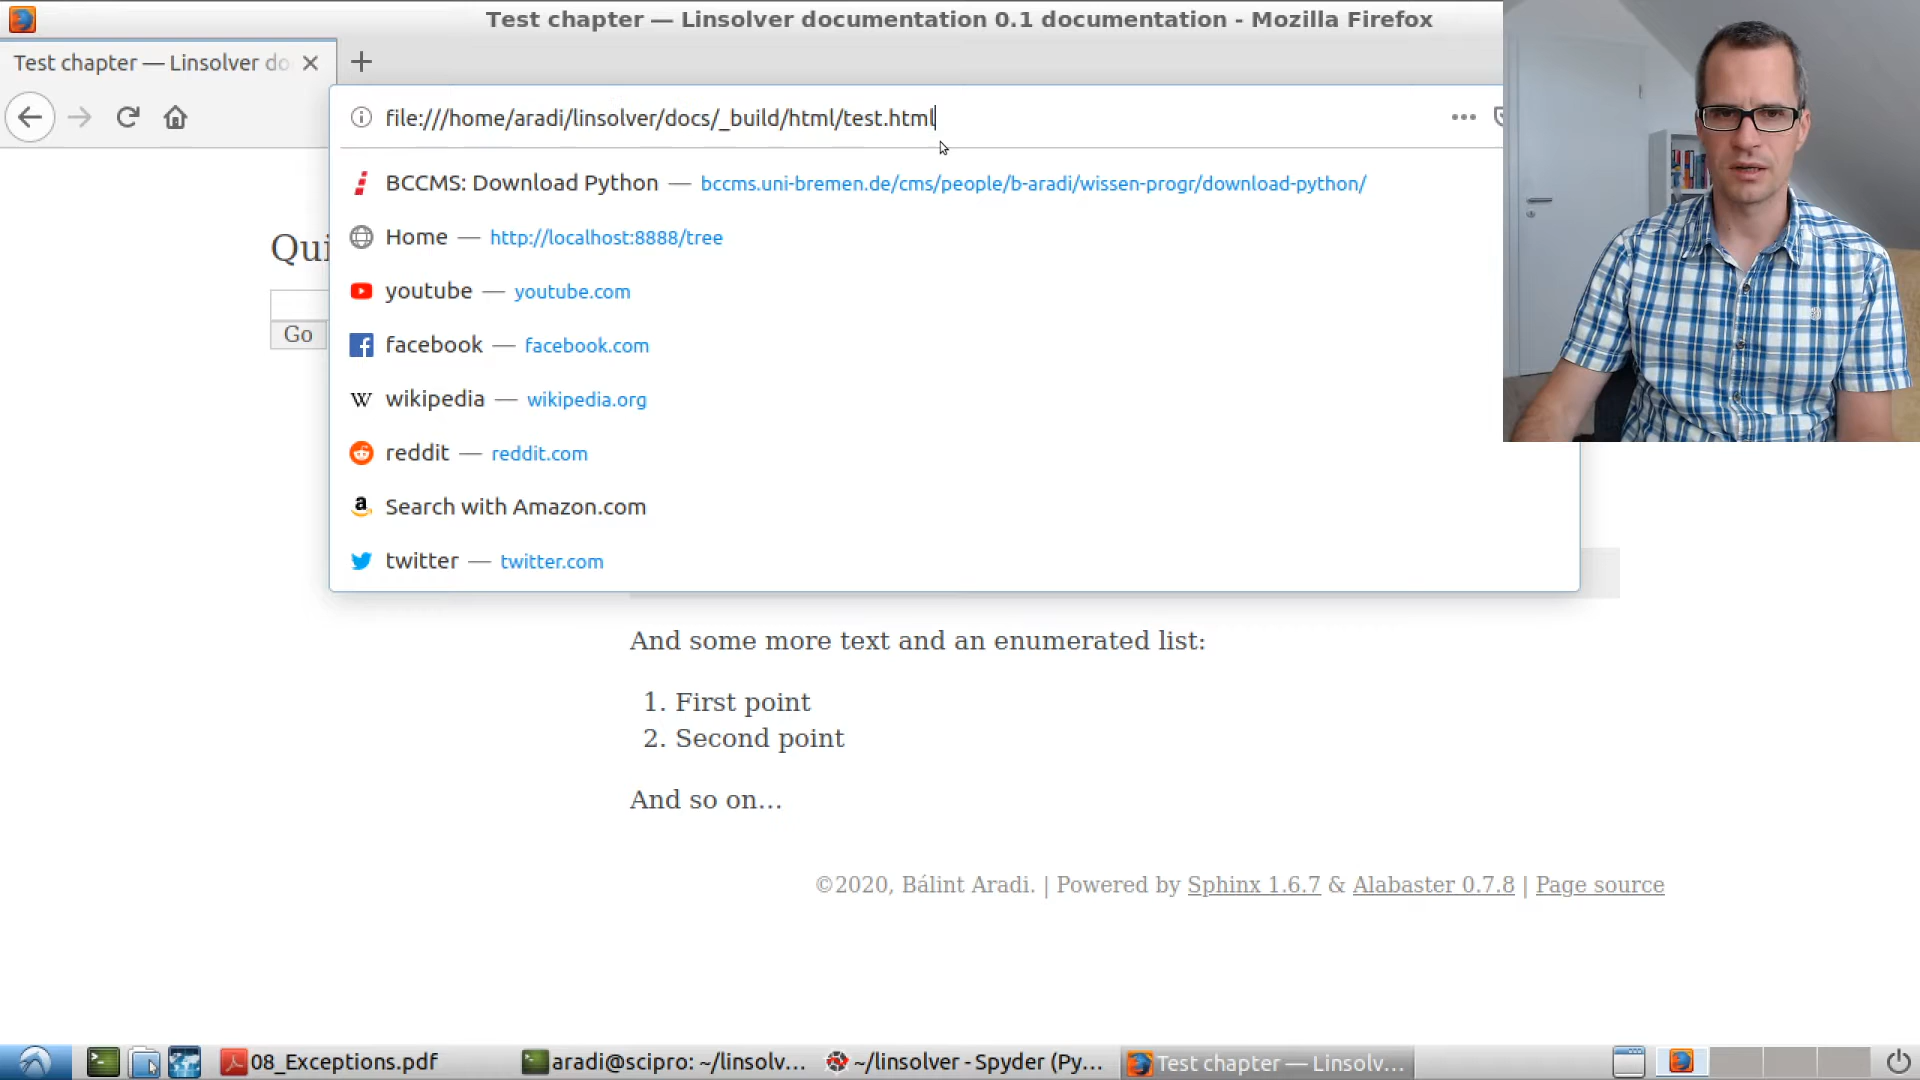 Test chapter — Linsolver documentation 0.1 documentation - Mozilla Firefox
Test chapter — Linsolver do
file:///home/aradi/linsolver/docs/_build/html/test.html
BCCMS: Download Python — bccms.uni-bremen.de/cms/people/b-aradi/wissen-progr/download-python/
Home — http://localhost:8888/tree
Qui
youtube — youtube.com
Go
facebook — facebook.com
wikipedia — wikipedia.org
reddit — reddit.com
Search with Amazon.com
twitter — twitter.com
And some more text and an enumerated list:
1. First point
2. Second point
And so on...
©2020, Bálint Aradi. | Powered by Sphinx 1.6.7 & Alabaster 0.7.8 | Page source
08_Exceptions.pdf
aradi@scipro: ~/linsolv...
~/linsolver - Spyder (Py...
Test chapter — Linsolv...